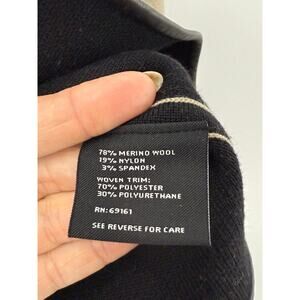 78% MERINO WOOL
19% NYLON
3% SPANDEX
WOVEN TRIM:
70% POLYESTER
30% POLYURETHANE
RN: 69161
SEE REVERSE FOR CARE